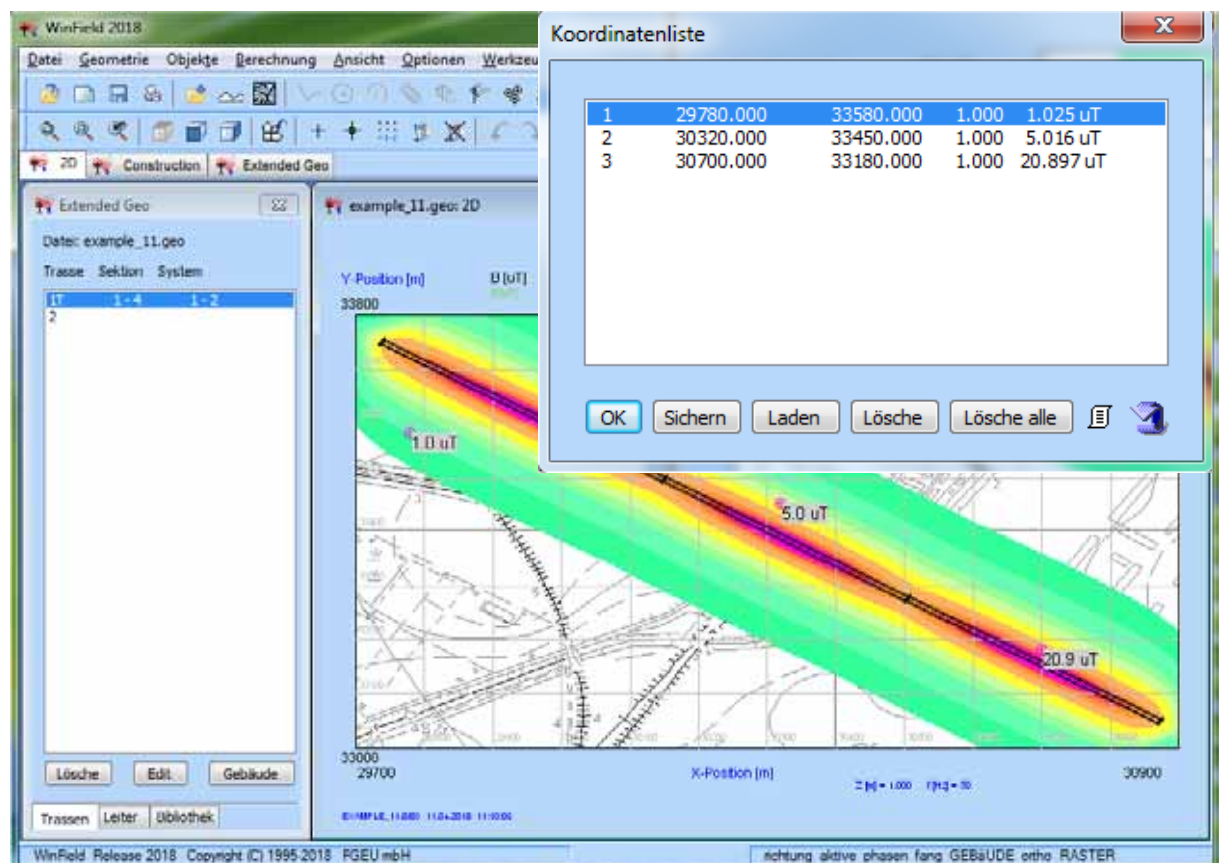 WinField 2018
Datei Geometrie Objekte Berechnung Ansicht Optionen Werkzeu
2D Construction Extended Geo
Extended Geo
Datei: example_11.geo
Trasse Sektion System
1T 1-4 1-2
2
Lösche Edit Gebäude
Trassen Leiter Bibliothek
example_11.geo: 2D
Y-Position [m] B [uT]
33800
1.0 uT
5.0 uT
20.9 uT
33000
29700 X-Position [m] 30900
Z [m] = 1.000 f [Hz] = 50
Koordinatenliste
1 29780.000 33580.000 1.000 1.025 uT
2 30320.000 33450.000 1.000 5.016 uT
3 30700.000 33180.000 1.000 20.897 uT
OK Sichern Laden Lösche Lösche alle
WinField Release 2018 Copyright (C) 1995-2018 FGEU mbH
richtung aktive phasen fang GEBäUDE ortho RASTER